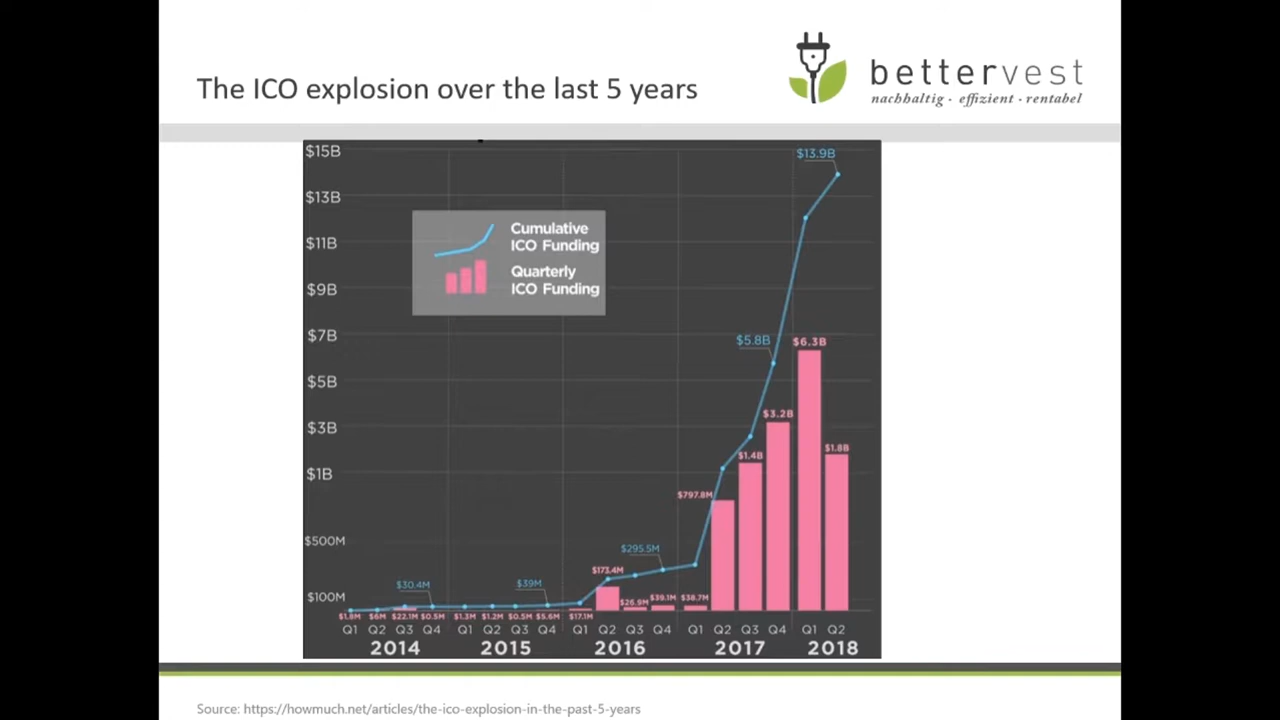 The ICO explosion over the last 5 years
bettervest
nachhaltig · effizient · rentabel
$15B
$13B
$11B
$9B
$7B
$5B
$3B
$1B
$500M
$100M
Cumulative
ICO Funding
Quarterly
ICO Funding
$13.9B
$5.8B
$6.3B
$3.2B
$1.4B
$1.8B
$797.8M
$295.5M
$173.4M
$30.4M
$39M
$26.9M
$39.1M
$38.7M
$1.8M
$6M
$22.1M
$0.5M
$1.3M
$1.2M
$0.5M
$5.6M
$17.1M
Q1 Q2 Q3 Q4 Q1 Q2 Q3 Q4 Q1 Q2 Q3 Q4 Q1 Q2 Q3 Q4 Q1 Q2
2014 2015 2016 2017 2018
Source: https://howmuch.net/articles/the-ico-explosion-in-the-past-5-years